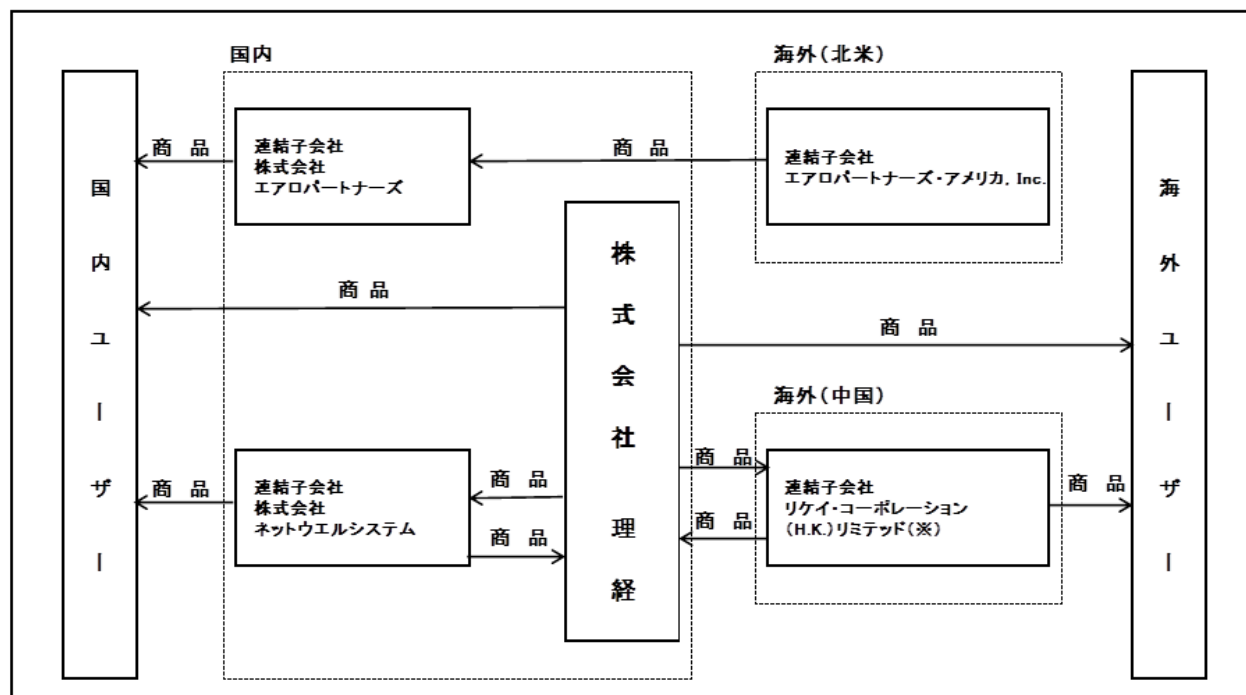 国内
海外（北米）
国内ユーザー
商品
連結子会社
株式会社
エアロパートナーズ
商品
連結子会社
エアロパートナーズ・アメリカ, Inc.
海外ユーザー
株式会社 理経
商品
商品
海外（中国）
商品
連結子会社
株式会社
ネットウエルシステム
商品
商品
商品
商品
連結子会社
リケイ・コーポレーション
（H.K.）リミテッド（※）
商品